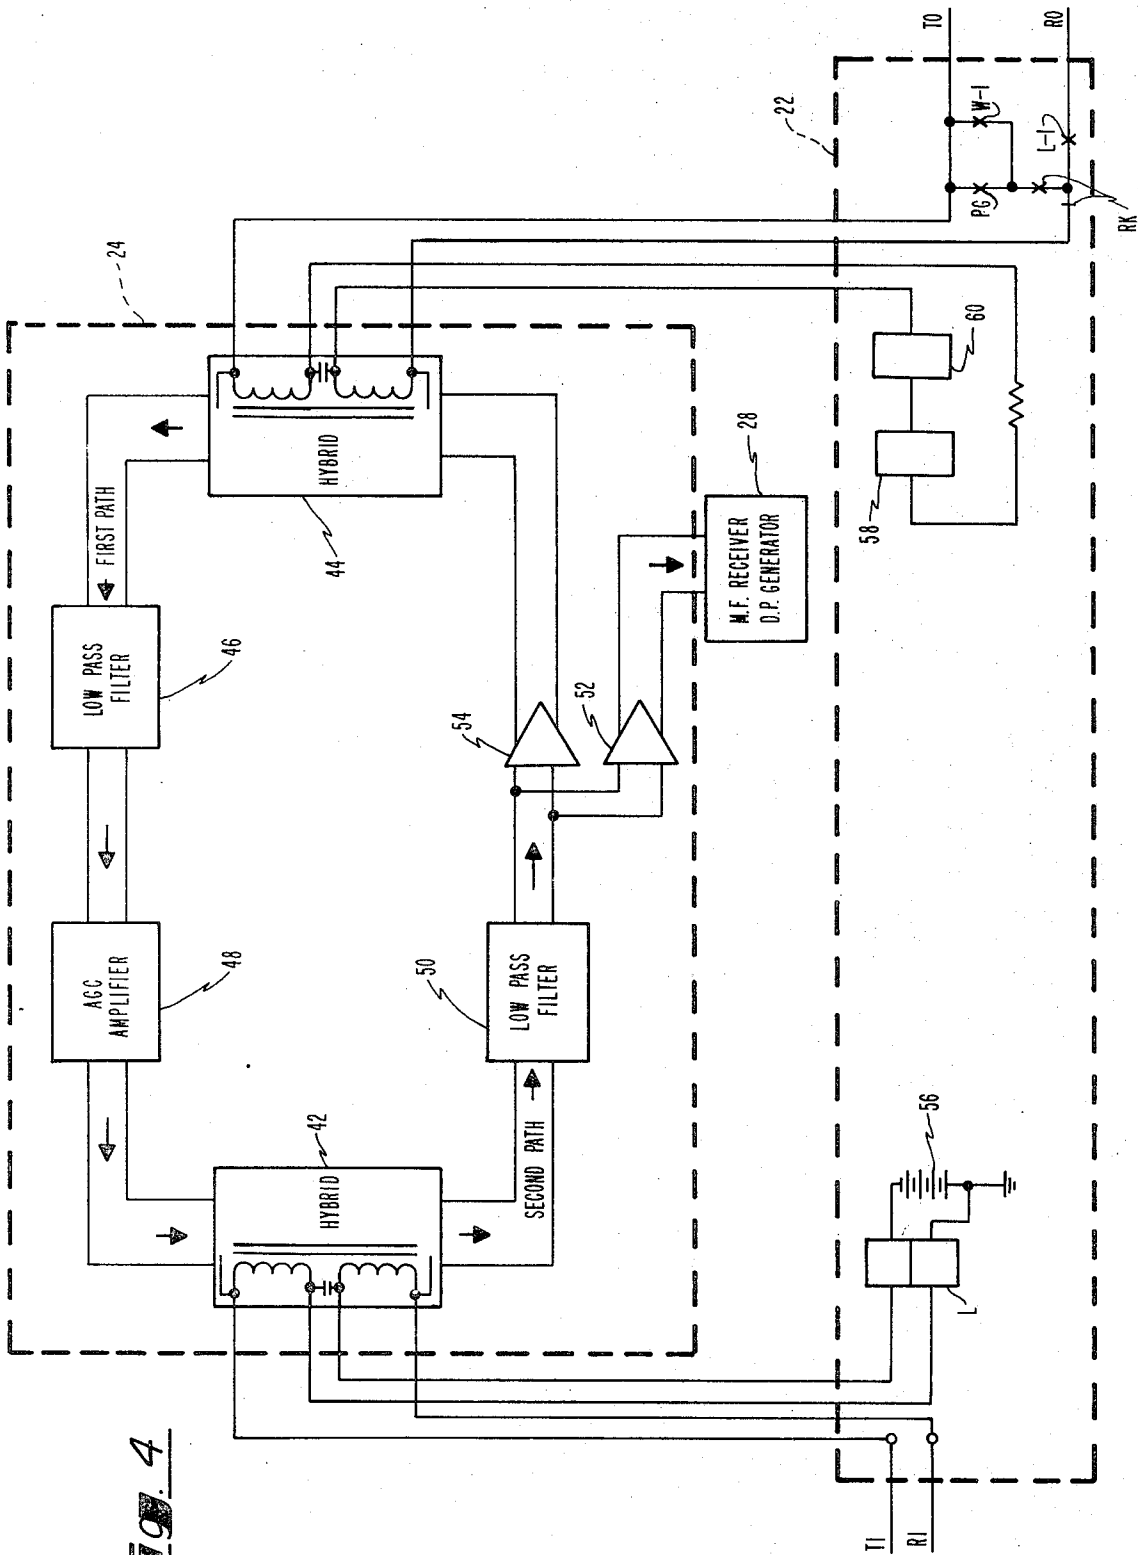 Fig. 4
24
FIRST PATH
LOW PASS
FILTER
46
AGC
AMPLIFIER
48
HYBRID
42
HYBRID
44
SECOND PATH
LOW PASS
FILTER
50
54
52
M.F. RECEIVER
D.P. GENERATOR
28
22
TI
RI
L
56
58
60
PG
W-1
L-1
RK
TO
RO